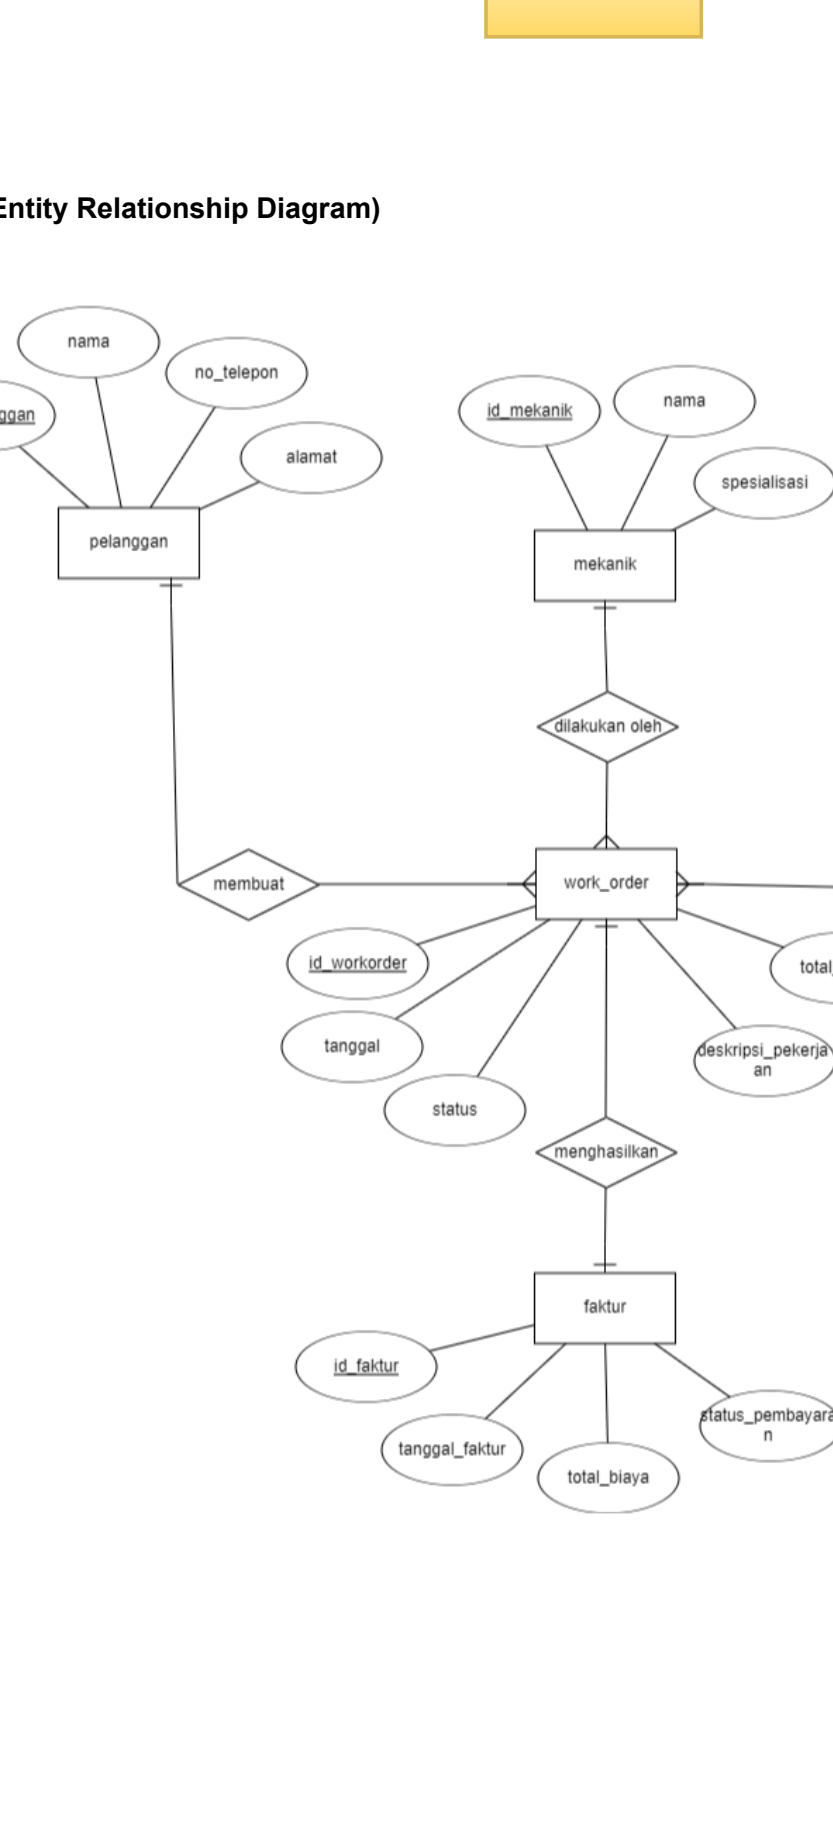 Entity Relationship Diagram)
nama
no_telepon
ggan
alamat
pelanggan
id_mekanik
nama
spesialisasi
mekanik
dilakukan oleh
membuat
work_order
id_workorder
tanggal
status
total_
deskripsi_pekerja
an
menghasilkan
faktur
id_faktur
tanggal_faktur
total_biaya
status_pembayara
n